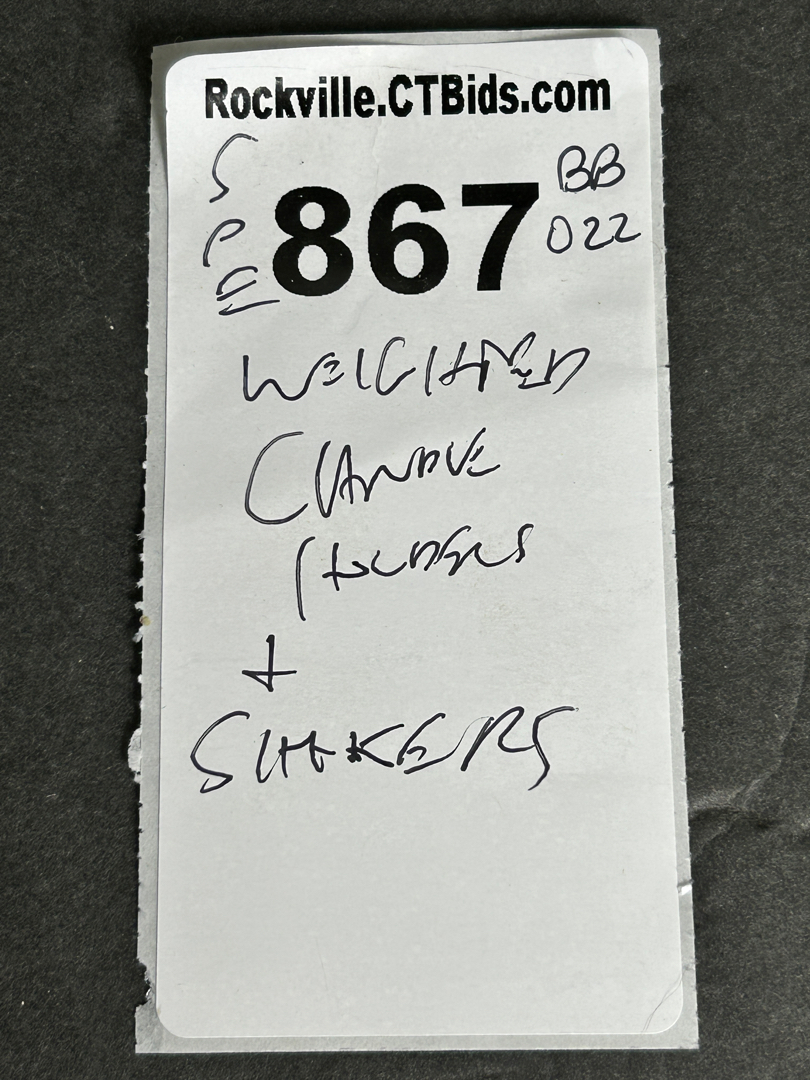 Rockville.CTBids.com
S
P
E
867
BB
022
WEIGHTED
CANDLE
HOLDERS
+
SHAKERS